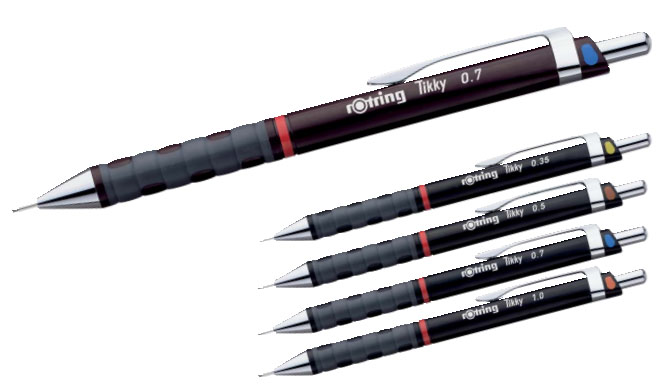 rotring Tikky 0.7
rotring Tikky 0.35
rotring Tikky 0.5
rotring Tikky 0.7
rotring Tikky 1.0